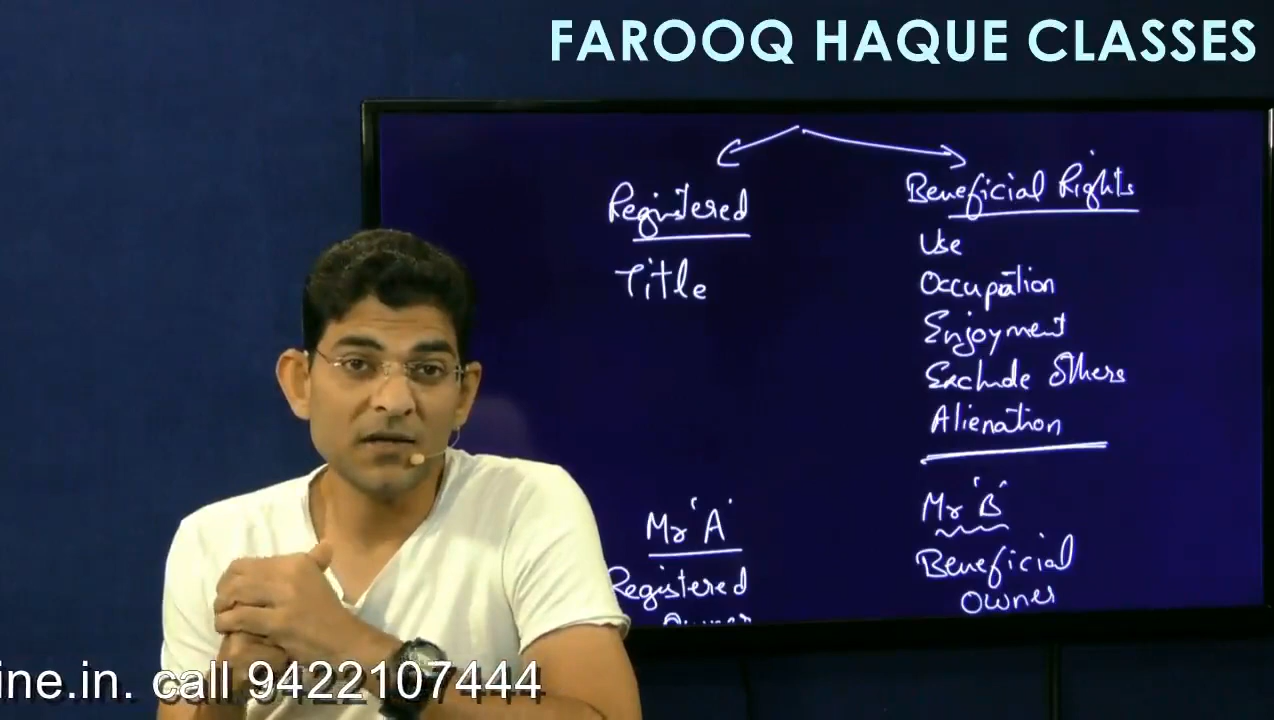 FAROOQ HAQUE CLASSES
Registered
Title
Mr 'A'
Registered
Owner
Beneficial Rights
Use
Occupation
Enjoyment
Exclude Others
Alienation
Mr 'B'
Beneficial
Owner
ine.in. call 9422107444